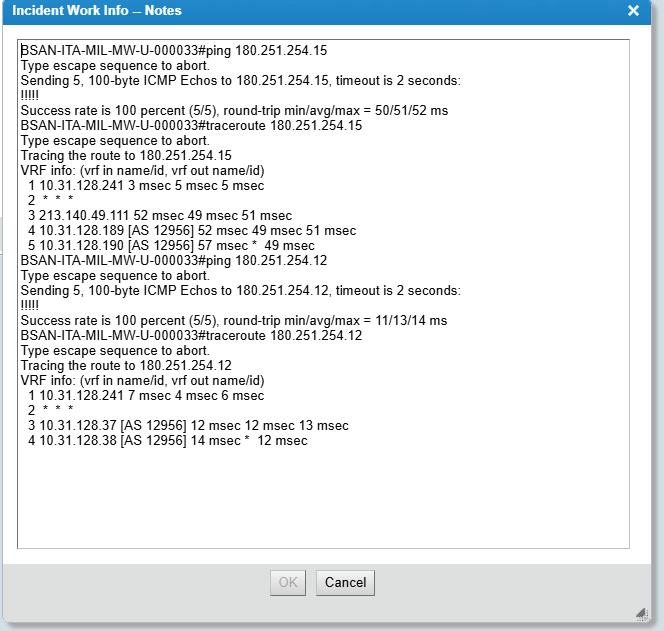 Incident Work Info -- Notes
BSAN-ITA-MIL-MW-U-000033#ping 180.251.254.15
Type escape sequence to abort.
Sending 5, 100-byte ICMP Echos to 180.251.254.15, timeout is 2 seconds:
!!!!!
Success rate is 100 percent (5/5), round-trip min/avg/max = 50/51/52 ms
BSAN-ITA-MIL-MW-U-000033#traceroute 180.251.254.15
Type escape sequence to abort.
Tracing the route to 180.251.254.15
VRF info: (vrf in name/id, vrf out name/id)
1 10.31.128.241 3 msec 5 msec 5 msec
2 * * *
3 213.140.49.111 52 msec 49 msec 51 msec
4 10.31.128.189 [AS 12956] 52 msec 49 msec 51 msec
5 10.31.128.190 [AS 12956] 57 msec * 49 msec
BSAN-ITA-MIL-MW-U-000033#ping 180.251.254.12
Type escape sequence to abort.
Sending 5, 100-byte ICMP Echos to 180.251.254.12, timeout is 2 seconds:
!!!!!
Success rate is 100 percent (5/5), round-trip min/avg/max = 11/13/14 ms
BSAN-ITA-MIL-MW-U-000033#traceroute 180.251.254.12
Type escape sequence to abort.
Tracing the route to 180.251.254.12
VRF info: (vrf in name/id, vrf out name/id)
1 10.31.128.241 7 msec 4 msec 6 msec
2 * * *
3 10.31.128.37 [AS 12956] 12 msec 12 msec 13 msec
4 10.31.128.38 [AS 12956] 14 msec * 12 msec
OK Cancel